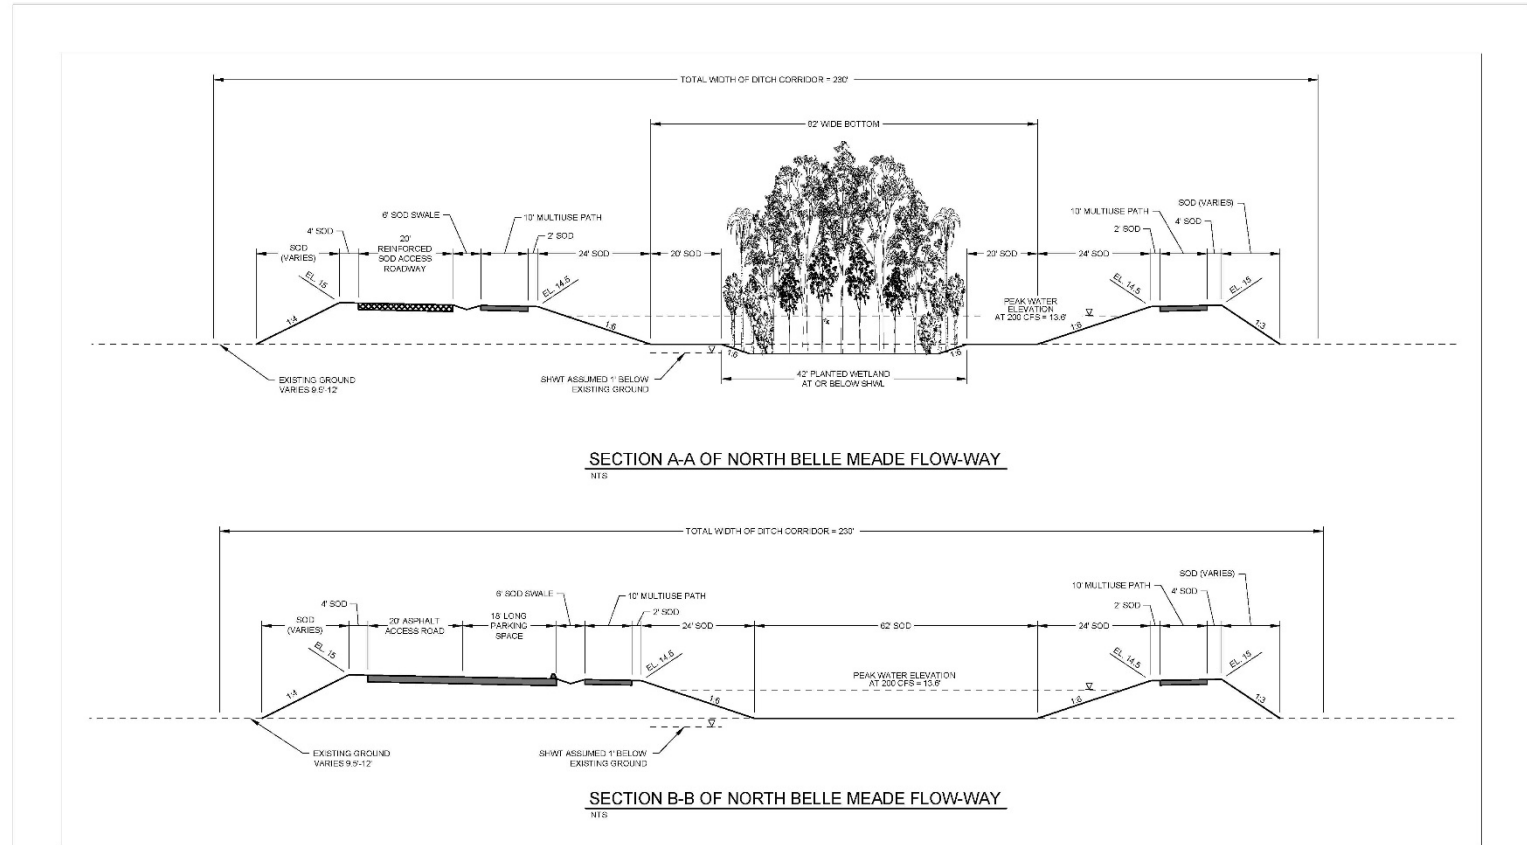 TOTAL WIDTH OF DITCH CORRIDOR = 230'
82' WIDE BOTTOM
SOD (VARIES)
6' SOD SWALE
10' MULTIUSE PATH
10' MULTIUSE PATH
4' SOD
4' SOD
2' SOD
2' SOD
SOD
(VARIES)
20'
REINFORCED
SOD ACCESS
ROADWAY
24' SOD
20' SOD
20' SOD
24' SOD
EL. 15
EL. 14.5
EL. 14.5
EL. 15
PEAK WATER
ELEVATION
AT 200 CFS = 13.6'
1:4
1:6
1:6
1:6
1:6
1:3
EXISTING GROUND
VARIES 9.5'-12'
SHWT ASSUMED 1' BELOW
EXISTING GROUND
42' PLANTED WETLAND
AT OR BELOW SHWL
SECTION A-A OF NORTH BELLE MEADE FLOW-WAY
NTS
TOTAL WIDTH OF DITCH CORRIDOR = 230'
SOD (VARIES)
10' MULTIUSE PATH
4' SOD
6' SOD SWALE
10' MULTIUSE PATH
4' SOD
2' SOD
2' SOD
SOD
(VARIES)
20' ASPHALT
ACCESS ROAD
18' LONG
PARKING
SPACE
24' SOD
62' SOD
24' SOD
EL. 15
EL. 14.5
EL. 14.5
EL. 15
PEAK WATER ELEVATION
AT 200 CFS = 13.6'
1:4
1:6
1:6
1:3
EXISTING GROUND
VARIES 9.5'-12'
SHWT ASSUMED 1' BELOW
EXISTING GROUND
SECTION B-B OF NORTH BELLE MEADE FLOW-WAY
NTS